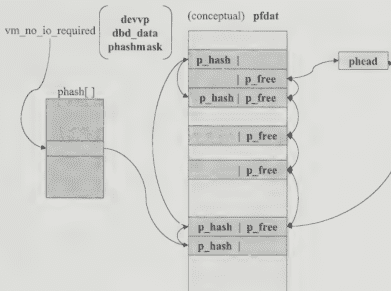 (conceptual) pfdat
vm_no_io_required
devvp
dbd_data
phashmask
phash[ ]
phead
p_hash |
| p_free
p_hash | p_free
| p_free
| p_free
p_hash | p_free
p_hash |